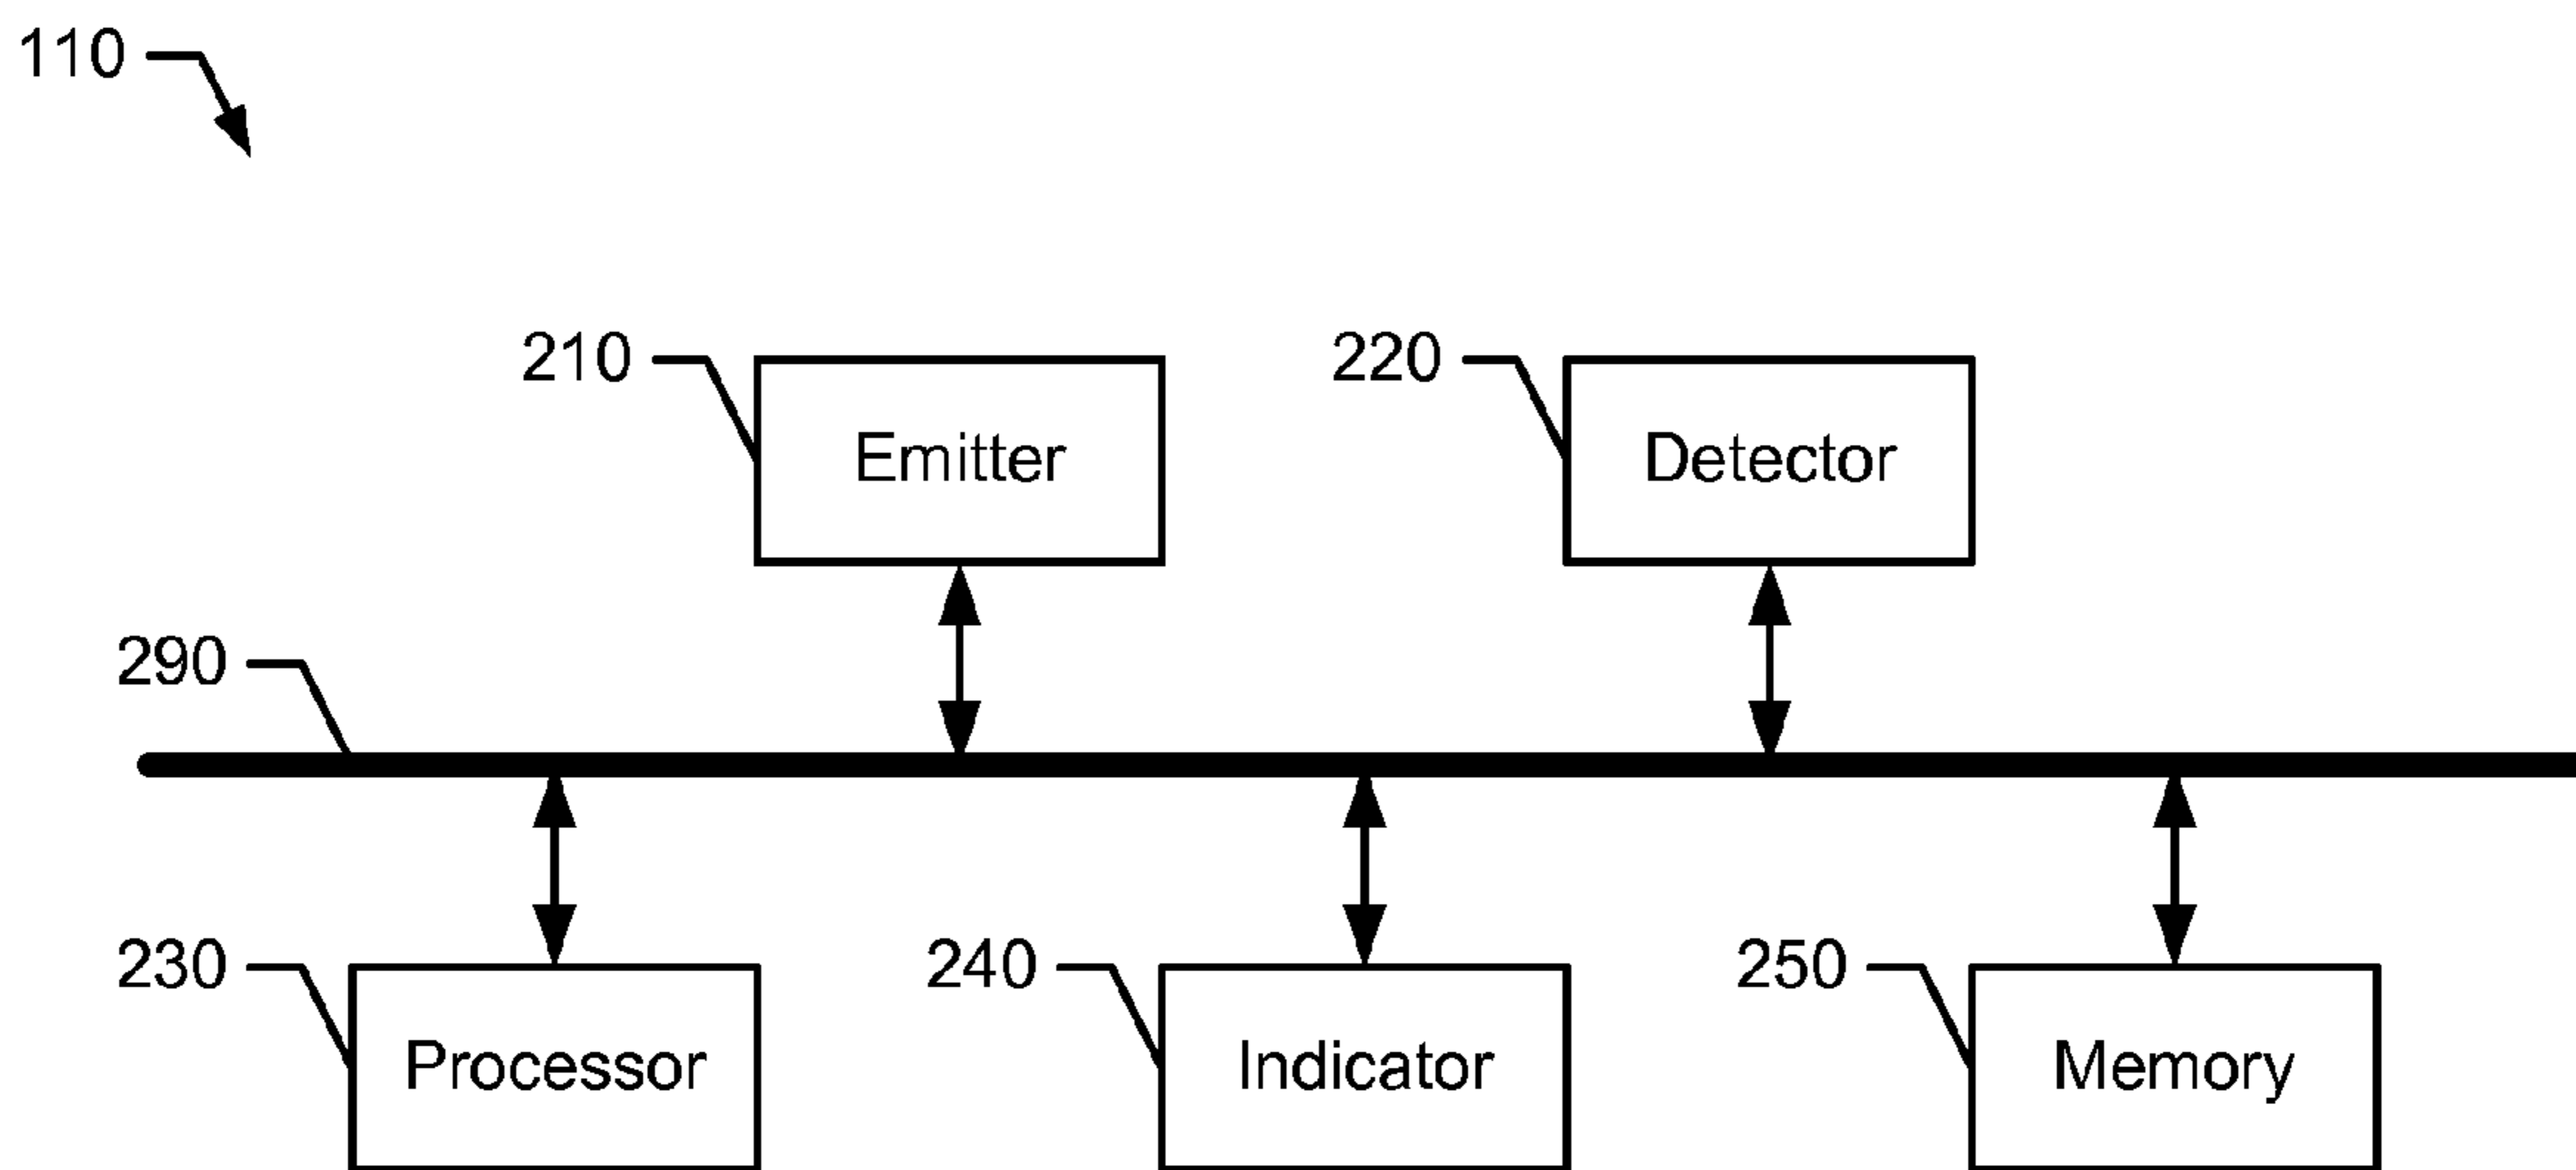 110
210
Emitter
220
Detector
290
230
Processor
240
Indicator
250
Memory